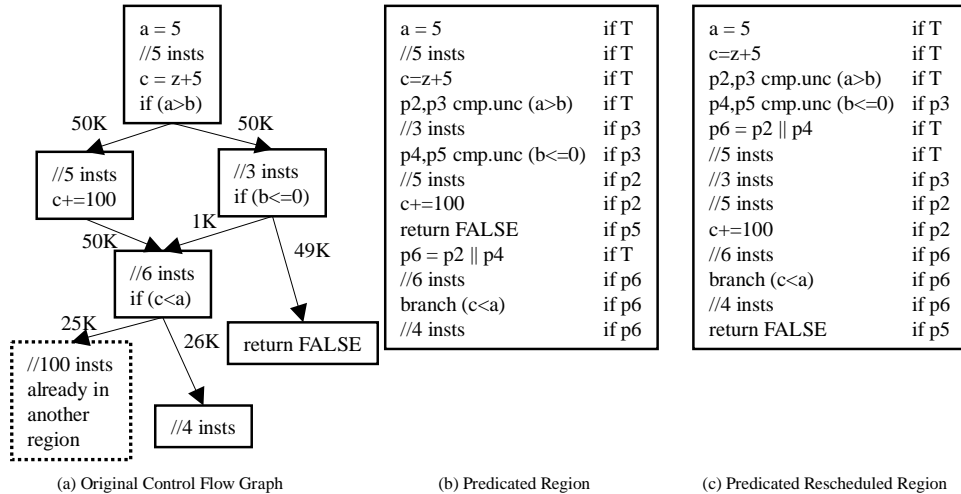 a = 5
//5 insts
c = z+5
if (a>b)
50K
50K
//5 insts
c+=100
//3 insts
if (b<=0)
50K
1K
49K
//6 insts
if (c<a)
25K
26K
return FALSE
//100 insts
already in
another
region
//4 insts
(a) Original Control Flow Graph
a = 5 if T
//5 insts if T
c=z+5 if T
p2,p3 cmp.unc (a>b) if T
//3 insts if p3
p4,p5 cmp.unc (b<=0) if p3
//5 insts if p2
c+=100 if p2
return FALSE if p5
p6 = p2 || p4 if T
//6 insts if p6
branch (c<a) if p6
//4 insts if p6
(b) Predicated Region
a = 5 if T
c=z+5 if T
p2,p3 cmp.unc (a>b) if T
p4,p5 cmp.unc (b<=0) if p3
p6 = p2 || p4 if T
//5 insts if T
//3 insts if p3
//5 insts if p2
c+=100 if p2
//6 insts if p6
branch (c<a) if p6
//4 insts if p6
return FALSE if p5
(c) Predicated Rescheduled Region